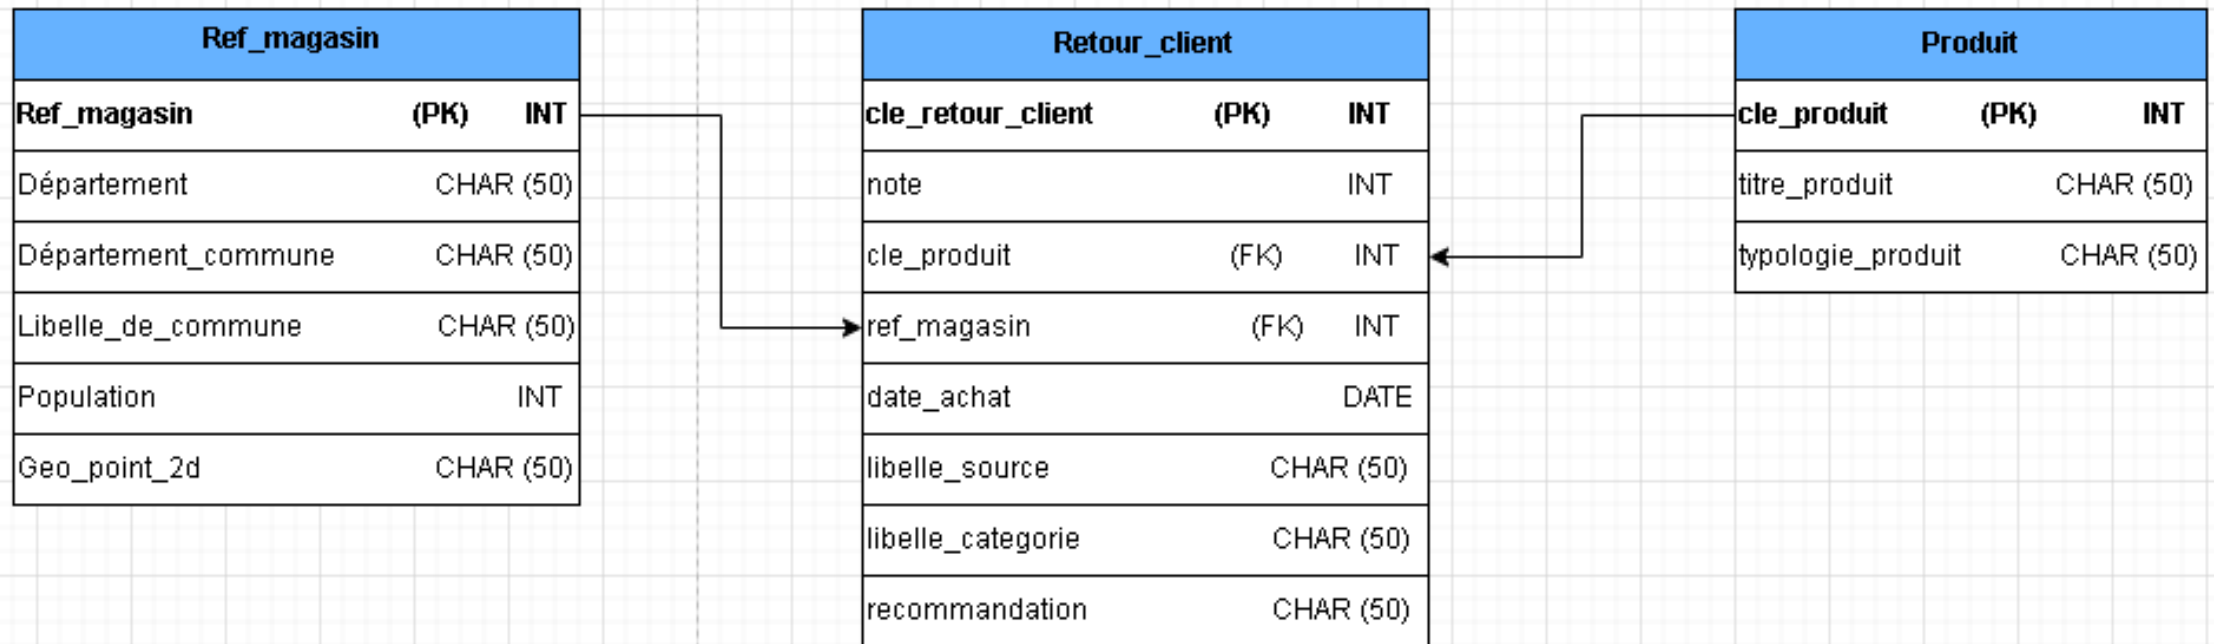 Ref_magasin
Ref_magasin (PK) INT
Département CHAR (50)
Département_commune CHAR (50)
Libelle_de_commune CHAR (50)
Population INT
Geo_point_2d CHAR (50)
Retour_client
cle_retour_client (PK) INT
note INT
cle_produit (FK) INT
ref_magasin (FK) INT
date_achat DATE
libelle_source CHAR (50)
libelle_categorie CHAR (50)
recommandation CHAR (50)
Produit
cle_produit (PK) INT
titre_produit CHAR (50)
typologie_produit CHAR (50)